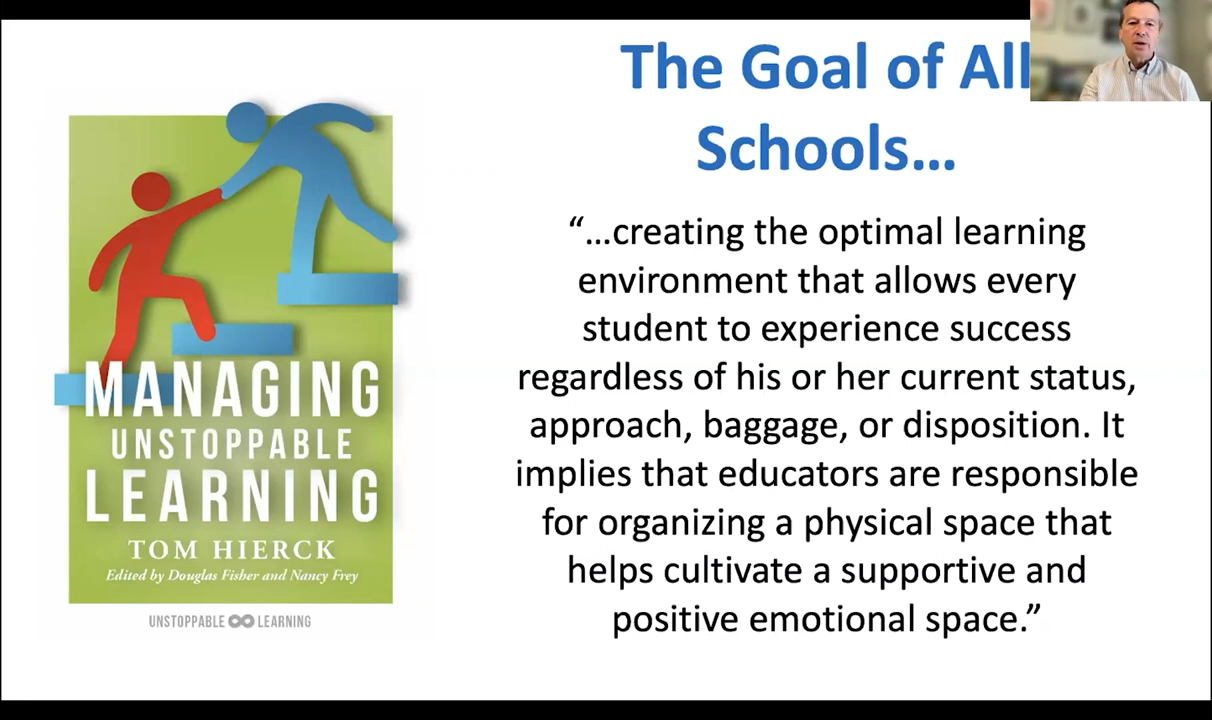 The Goal of All
Schools…
“…creating the optimal learning
environment that allows every
student to experience success
regardless of his or her current status,
approach, baggage, or disposition. It
implies that educators are responsible
for organizing a physical space that
helps cultivate a supportive and
positive emotional space.”
MANAGING
UNSTOPPABLE
LEARNING
TOM HIERCK
Edited by Douglas Fisher and Nancy Frey
UNSTOPPABLE LEARNING